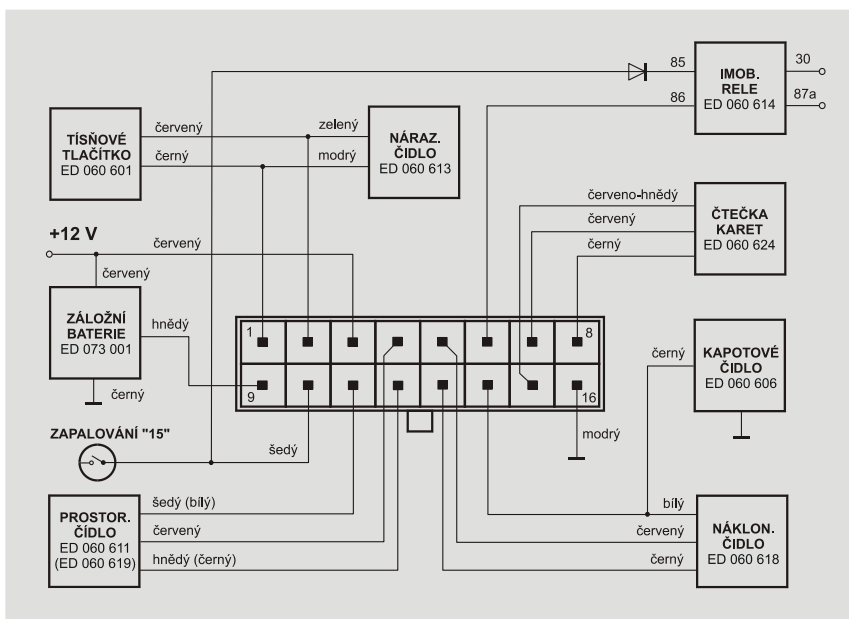 85
IMOB.
RELE
ED 060 614
30
86
87a
TÍSŇOVÉ
TLAČÍTKO
ED 060 601
červený
černý
zelený
modrý
NÁRAZ.
ČIDLO
ED 060 613
červeno-hnědý
červený
černý
ČTEČKA
KARET
ED 060 624
+12 V
červený
červený
ZÁLOŽNÍ
BATERIE
ED 073 001
hnědý
černý
1
8
9
16
černý
KAPOTOVÉ
ČIDLO
ED 060 606
modrý
ZAPALOVÁNÍ "15"
šedý
PROSTOR.
ČÍDLO
ED 060 611
(ED 060 619)
šedý (bílý)
červený
hnědý (černý)
bílý
červený
černý
NÁKLON.
ČIDLO
ED 060 618